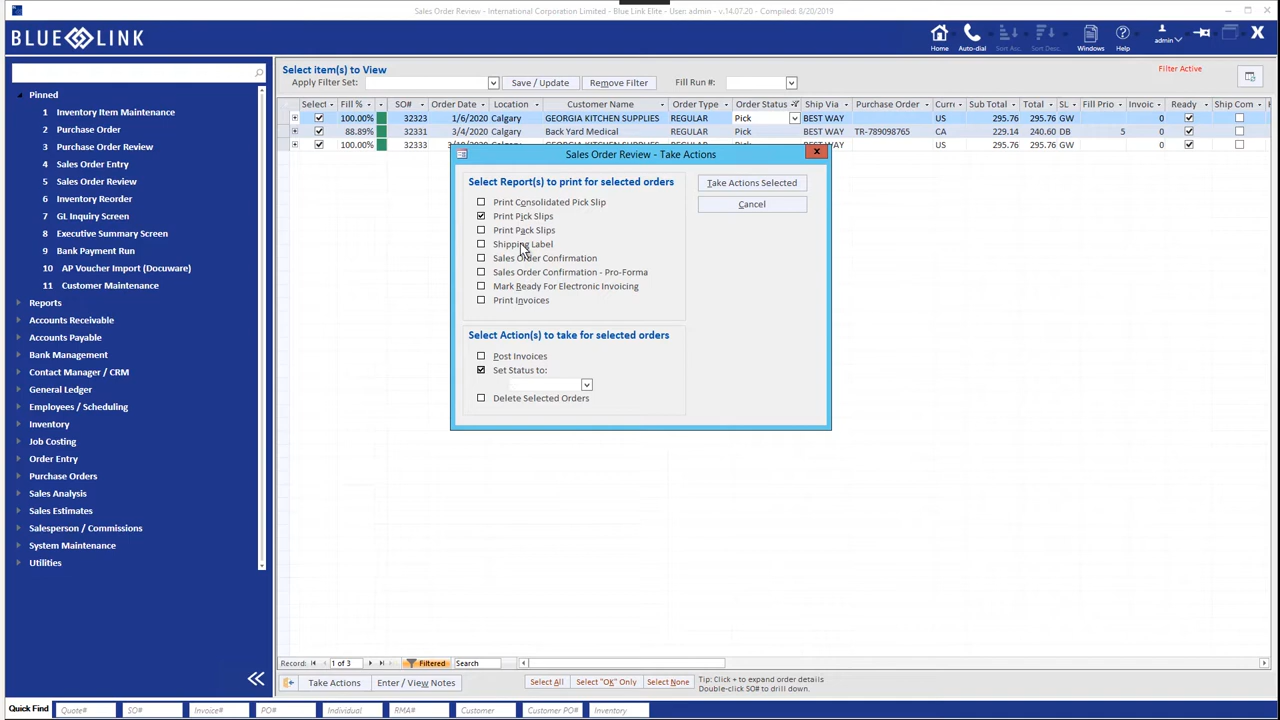 Sales Order Review - International Corporation Limited - Blue Link Elite - User: admin - v.14.07.20 - Compiled: 8/20/2019
BLUE LINK
Home Auto-dial Sort Asc. Sort Desc. Windows Help admin
Pinned
1 Inventory Item Maintenance
2 Purchase Order
3 Purchase Order Review
4 Sales Order Entry
5 Sales Order Review
6 Inventory Reorder
7 GL Inquiry Screen
8 Executive Summary Screen
9 Bank Payment Run
10 AP Voucher Import (Docuware)
11 Customer Maintenance
Reports
Accounts Receivable
Accounts Payable
Bank Management
Contact Manager / CRM
General Ledger
Employees / Scheduling
Inventory
Job Costing
Order Entry
Purchase Orders
Sales Analysis
Sales Estimates
Salesperson / Commissions
System Maintenance
Utilities
Select item(s) to View
Filter Active
Apply Filter Set: Save / Update Remove Filter Fill Run #:
Select Fill % SO# Order Date Location Customer Name Order Type Order Status Ship Via Purchase Order Curr Sub Total Total SL Fill Prio Invoic Ready Ship Com
100.00% 32323 1/6/2020 Calgary GEORGIA KITCHEN SUPPLIES REGULAR Pick BEST WAY US 295.76 295.76 GW 0
88.89% 32331 3/4/2020 Calgary Back Yard Medical REGULAR Pick BEST WAY TR-789098765 CA 229.14 240.60 DB 5 0
100.00% 32333 Calgary GEORGIA KITCHEN SUPPLIES REGULAR Pick BEST WAY US 295.76 295.76 GW 0
Sales Order Review - Take Actions
Select Report(s) to print for selected orders
Print Consolidated Pick Slip
Print Pick Slips
Print Pack Slips
Shipping Label
Sales Order Confirmation
Sales Order Confirmation - Pro-Forma
Mark Ready For Electronic Invoicing
Print Invoices
Take Actions Selected
Cancel
Select Action(s) to take for selected orders
Post Invoices
Set Status to:
Delete Selected Orders
Record: 1 of 3 Filtered Search
Take Actions Enter / View Notes Select All Select "OK" Only Select None Tip: Click + to expand order details
Double-click SO# to drill down.
Quick Find Quote# SO# Invoice# PO# Individual RMA# Customer Customer PO# Inventory